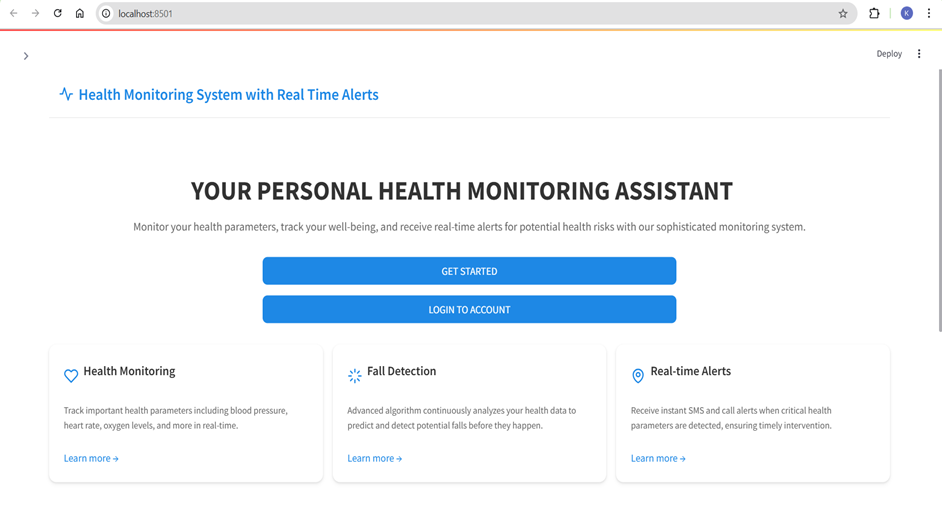 localhost:8501
K
Deploy
Health Monitoring System with Real Time Alerts
YOUR PERSONAL HEALTH MONITORING ASSISTANT
Monitor your health parameters, track your well-being, and receive real-time alerts for potential health risks with our sophisticated monitoring system.
GET STARTED
LOGIN TO ACCOUNT
Health Monitoring
Track important health parameters including blood pressure,
heart rate, oxygen levels, and more in real-time.
Learn more →
Fall Detection
Advanced algorithm continuously analyzes your health data to
predict and detect potential falls before they happen.
Learn more →
Real-time Alerts
Receive instant SMS and call alerts when critical health
parameters are detected, ensuring timely intervention.
Learn more →